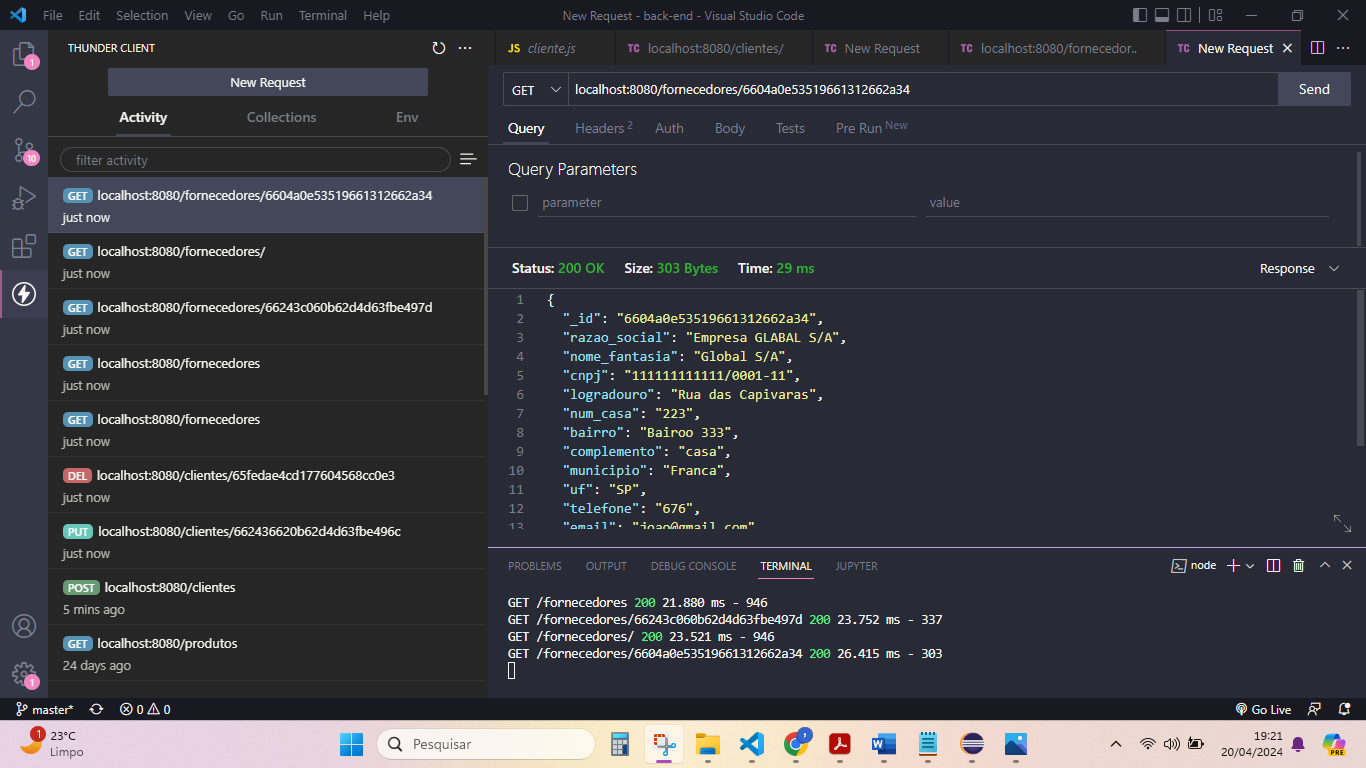 File Edit Selection View Go Run Terminal Help New Request - back-end - Visual Studio Code
THUNDER CLIENT
New Request
Activity Collections Env
filter activity
GET localhost:8080/fornecedores/6604a0e53519661312662a34
just now
GET localhost:8080/fornecedores/
just now
GET localhost:8080/fornecedores/66243c060b62d4d63fbe497d
just now
GET localhost:8080/fornecedores
just now
GET localhost:8080/fornecedores
just now
DEL localhost:8080/clientes/65fedae4cd177604568cc0e3
just now
PUT localhost:8080/clientes/662436620b62d4d63fbe496c
just now
POST localhost:8080/clientes
5 mins ago
GET localhost:8080/produtos
24 days ago
1
10
1
JS cliente.js TC localhost:8080/clientes/ TC New Request TC localhost:8080/fornecedor.. TC New Request
GET localhost:8080/fornecedores/6604a0e53519661312662a34 Send
Query Headers 2 Auth Body Tests Pre Run New
Query Parameters
parameter value
Status: 200 OK Size: 303 Bytes Time: 29 ms Response
1 {
2 "_id": "6604a0e53519661312662a34",
3 "razao_social": "Empresa GLABAL S/A",
4 "nome_fantasia": "Global S/A",
5 "cnpj": "111111111111/0001-11",
6 "logradouro": "Rua das Capivaras",
7 "num_casa": "223",
8 "bairro": "Bairoo 333",
9 "complemento": "casa",
10 "municipio": "Franca",
11 "uf": "SP",
12 "telefone": "676",
13 "email": "joao@gmail.com"
PROBLEMS OUTPUT DEBUG CONSOLE TERMINAL JUPYTER node
GET /fornecedores 200 21.880 ms - 946
GET /fornecedores/66243c060b62d4d63fbe497d 200 23.752 ms - 337
GET /fornecedores/ 200 23.521 ms - 946
GET /fornecedores/6604a0e53519661312662a34 200 26.415 ms - 303
master* 0 0 Go Live
1 23°C
Limpo
Pesquisar
19:21
20/04/2024
PRE